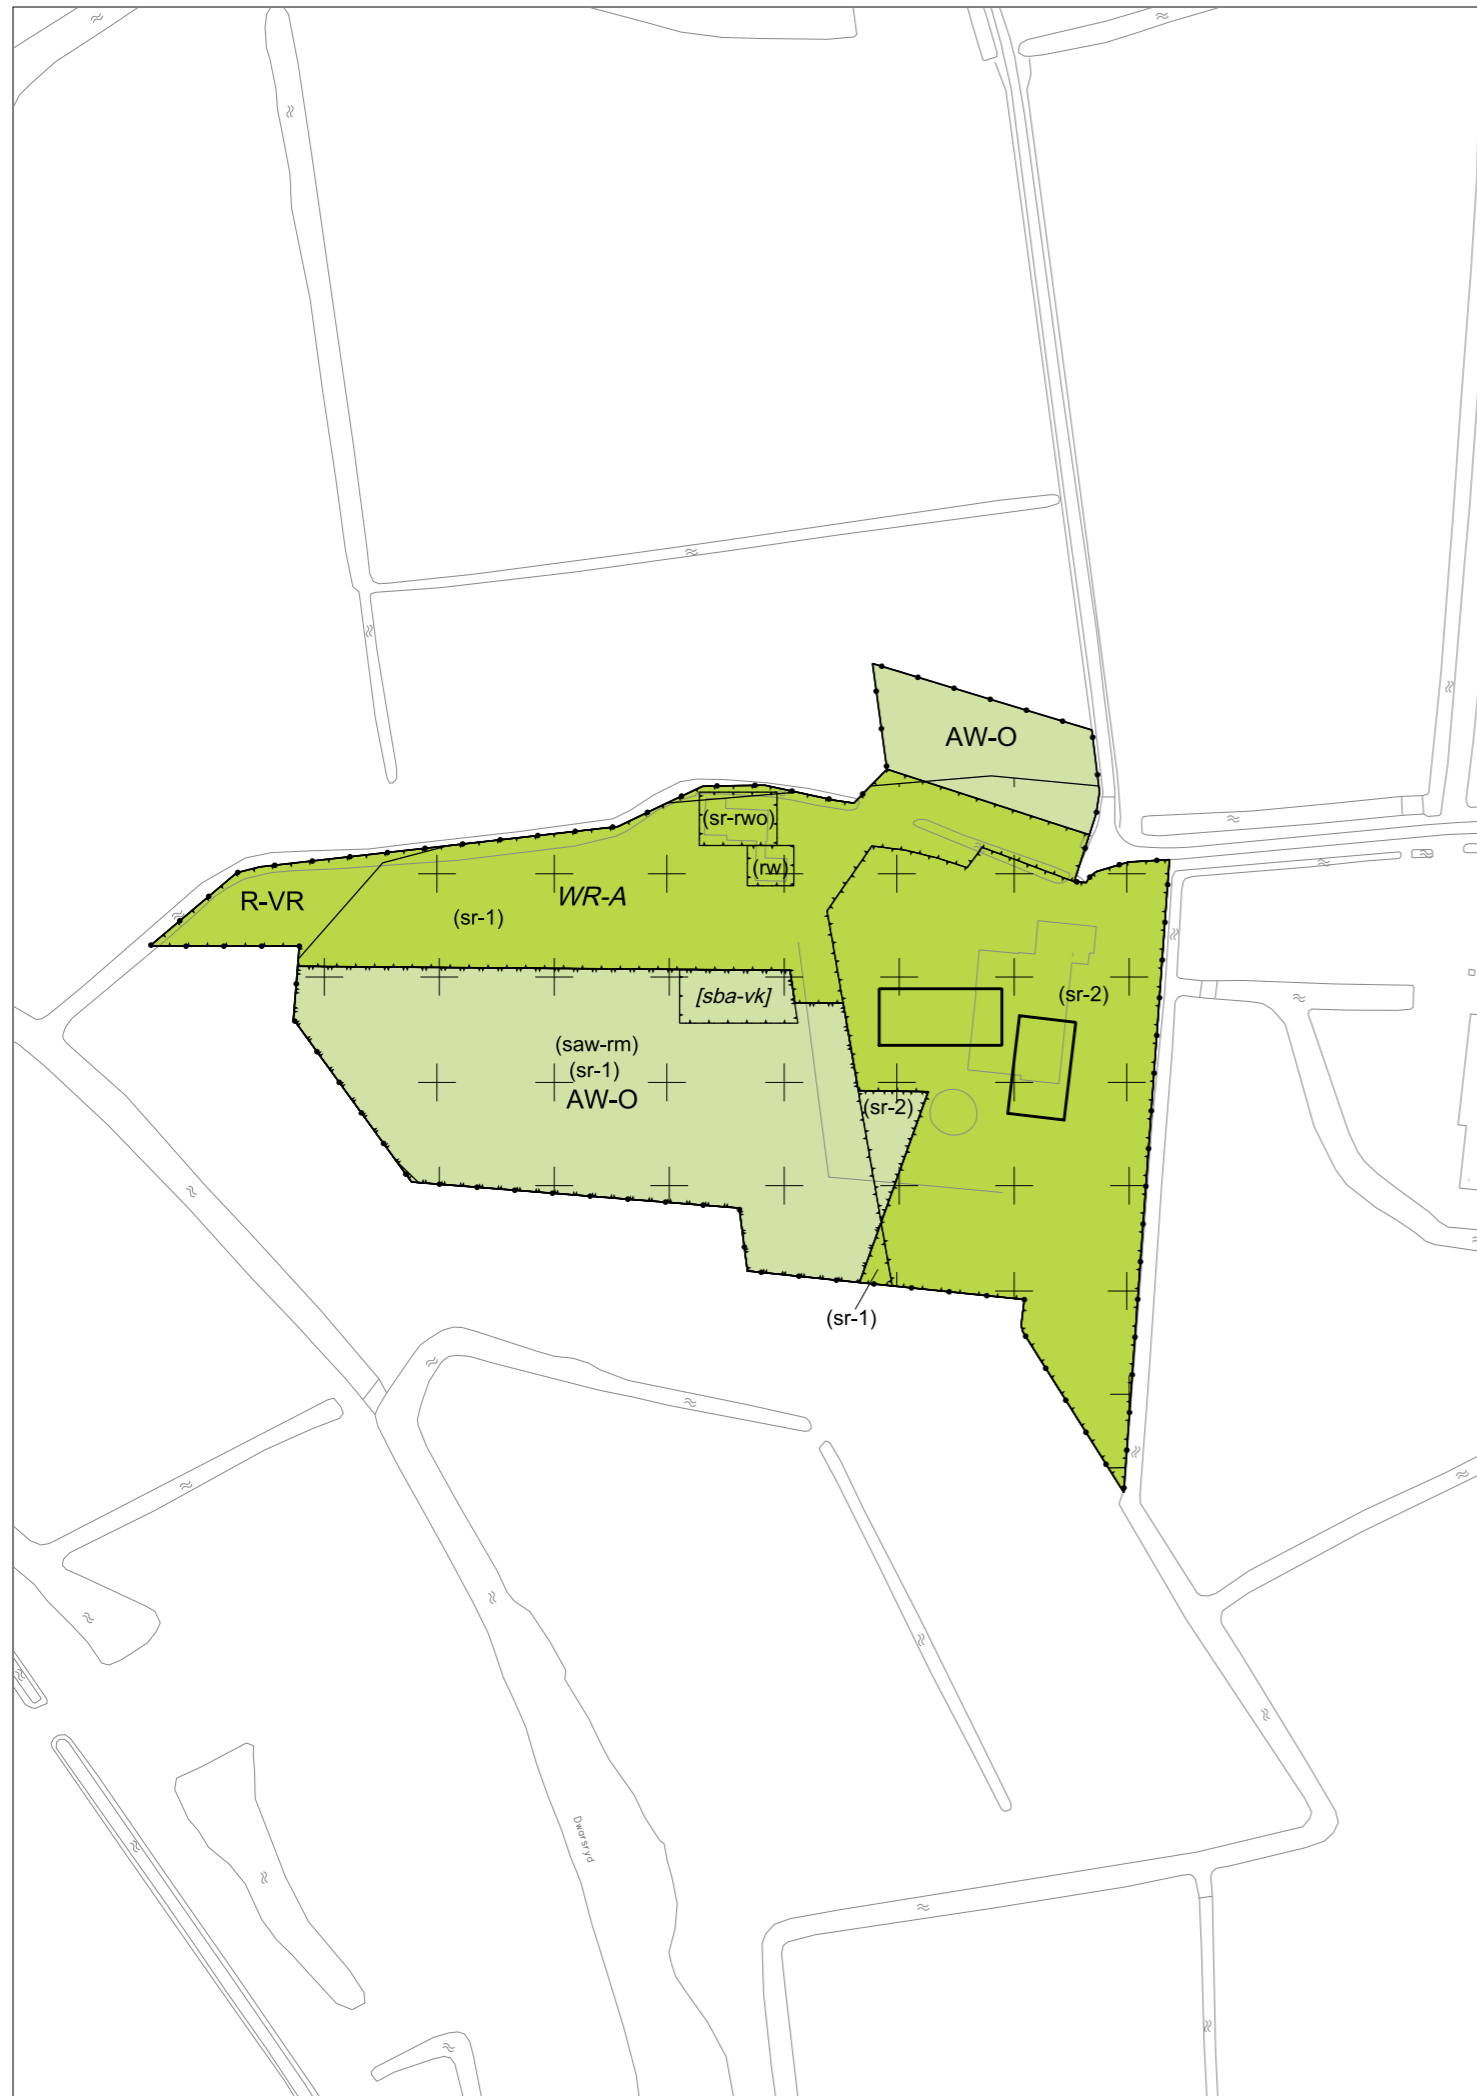 AW-O
(sr-rwo)
(rw)
R-VR
WR-A
(sr-1)
[sba-vk]
(sr-2)
(saw-rm)
(sr-1)
AW-O
(sr-2)
(sr-1)
Dwarsryd